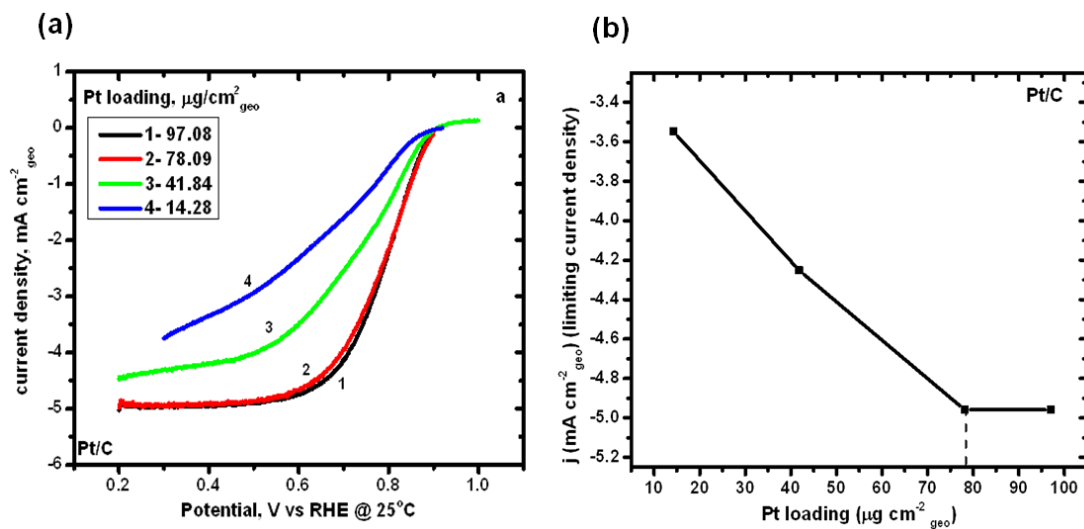 (a)
1
0
-1
-2
-3
-4
-5
-6
current density, mA cm⁻²geo
Pt loading, μg/cm²geo
a
1- 97.08
2- 78.09
3- 41.84
4- 14.28
4
3
2
1
Pt/C
0.2 0.4 0.6 0.8 1.0
Potential, V vs RHE @ 25°C
(b)
-3.4
-3.6
-3.8
-4.0
-4.2
-4.4
-4.6
-4.8
-5.0
-5.2
j (mA cm⁻²geo) (limiting current density)
Pt/C
10 20 30 40 50 60 70 80 90 100
Pt loading (μg cm⁻²geo)